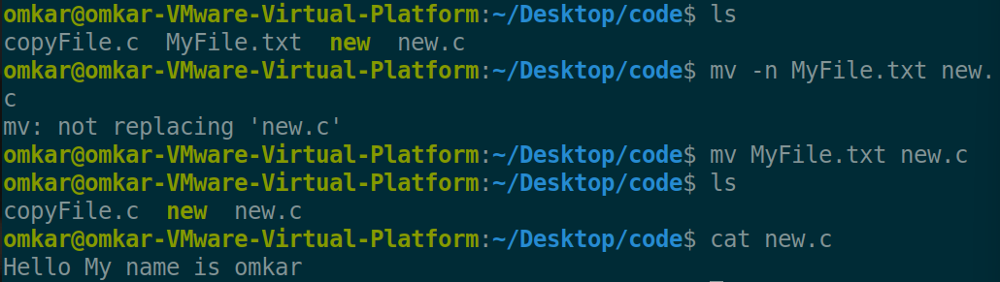 omkar@omkar-VMware-Virtual-Platform:~/Desktop/code$ ls
copyFile.c  MyFile.txt  new  new.c
omkar@omkar-VMware-Virtual-Platform:~/Desktop/code$ mv -n MyFile.txt new.
c
mv: not replacing 'new.c'
omkar@omkar-VMware-Virtual-Platform:~/Desktop/code$ mv MyFile.txt new.c
omkar@omkar-VMware-Virtual-Platform:~/Desktop/code$ ls
copyFile.c  new  new.c
omkar@omkar-VMware-Virtual-Platform:~/Desktop/code$ cat new.c
Hello My name is omkar